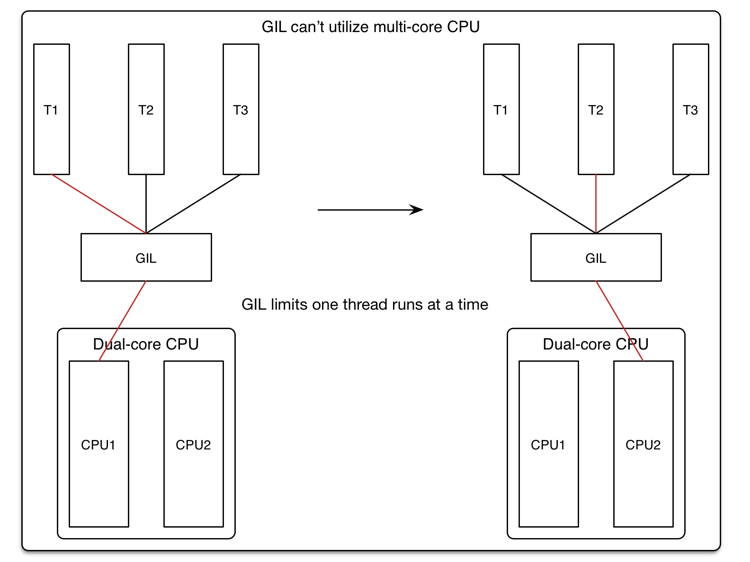 GIL can't utilize multi-core CPU
T1
T2
T3
T1
T2
T3
GIL
GIL
GIL limits one thread runs at a time
Dual-core CPU
Dual-core CPU
CPU1
CPU2
CPU1
CPU2